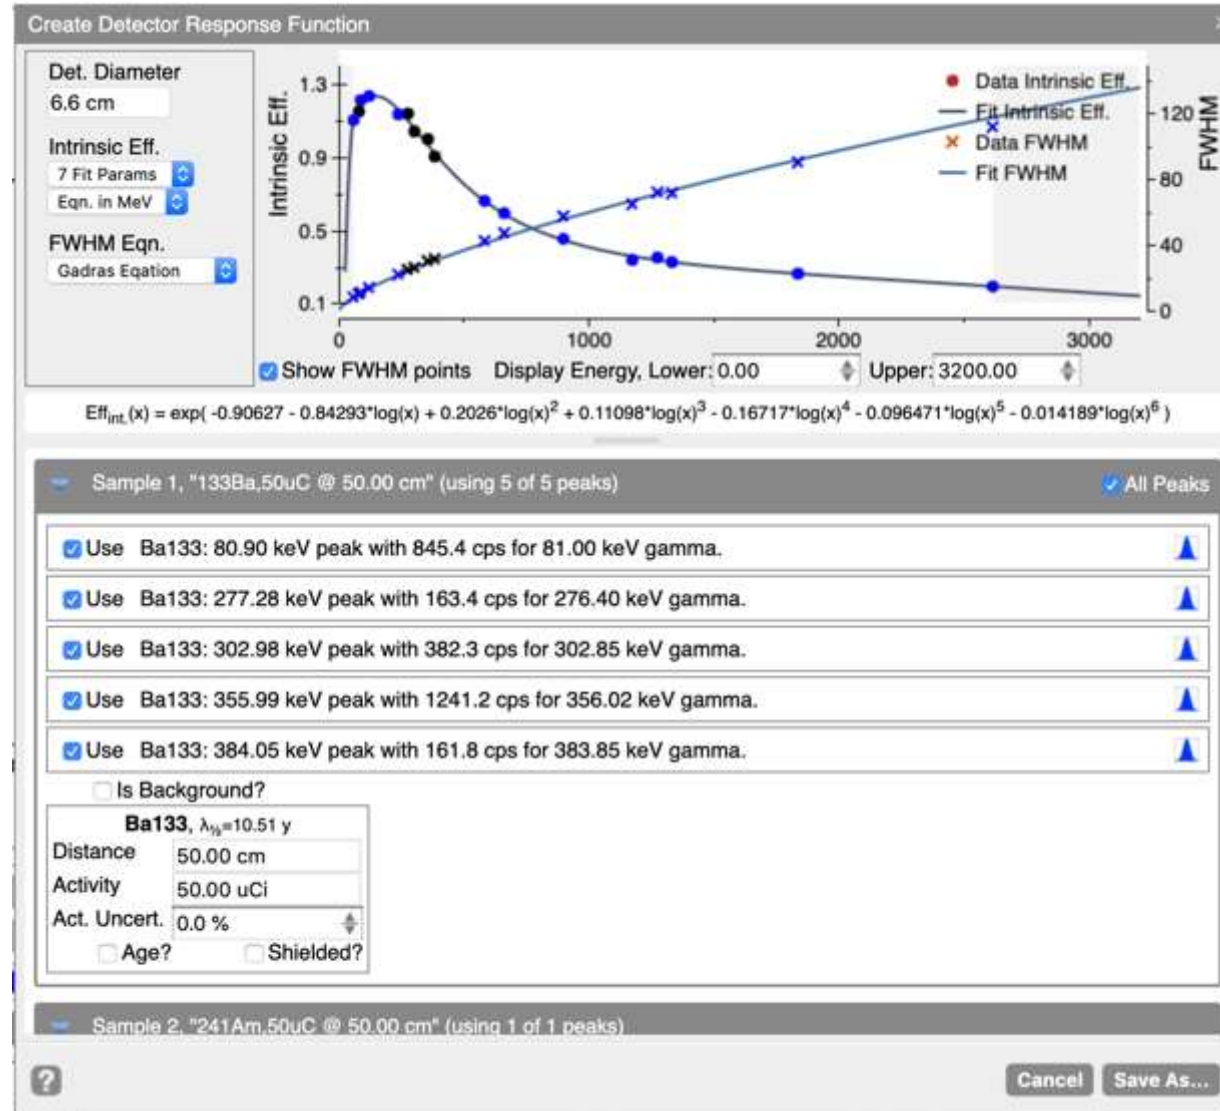 Create Detector Response Function
Det. Diameter
6.6 cm
Intrinsic Eff.
7 Fit Params
Eqn. in MeV
FWHM Eqn.
Gadras Eqation
Intrinsic Eff.
1.3
0.9
0.5
0.1
0
1000
2000
3000
Data Intrinsic Eff.
Fit Intrinsic Eff.
Data FWHM
Fit FWHM
120
80
40
0
FWHM
Show FWHM points Display Energy, Lower: 0.00 Upper: 3200.00
Eff_int.(x) = exp( -0.90627 - 0.84293*log(x) + 0.2026*log(x)^2 + 0.11098*log(x)^3 - 0.16717*log(x)^4 - 0.096471*log(x)^5 - 0.014189*log(x)^6 )
Sample 1, "133Ba,50uC @ 50.00 cm" (using 5 of 5 peaks) All Peaks
Use Ba133: 80.90 keV peak with 845.4 cps for 81.00 keV gamma.
Use Ba133: 277.28 keV peak with 163.4 cps for 276.40 keV gamma.
Use Ba133: 302.98 keV peak with 382.3 cps for 302.85 keV gamma.
Use Ba133: 355.99 keV peak with 1241.2 cps for 356.02 keV gamma.
Use Ba133: 384.05 keV peak with 161.8 cps for 383.85 keV gamma.
Is Background?
Ba133, λ½=10.51 y
Distance 50.00 cm
Activity 50.00 uCi
Act. Uncert. 0.0 %
Age? Shielded?
Sample 2, "241Am,50uC @ 50.00 cm" (using 1 of 1 peaks)
?
Cancel Save As...